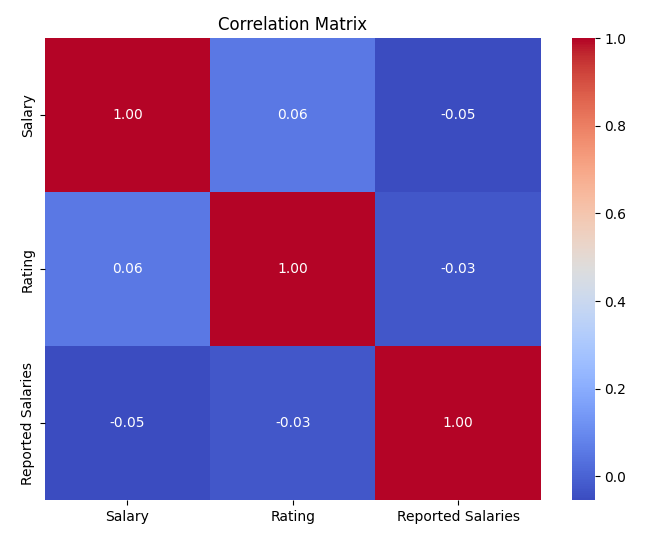 Correlation Matrix
Salary
1.00
0.06
-0.05
Rating
0.06
1.00
-0.03
Reported Salaries
-0.05
-0.03
1.00
Salary
Rating
Reported Salaries
1.0
0.8
0.6
0.4
0.2
0.0